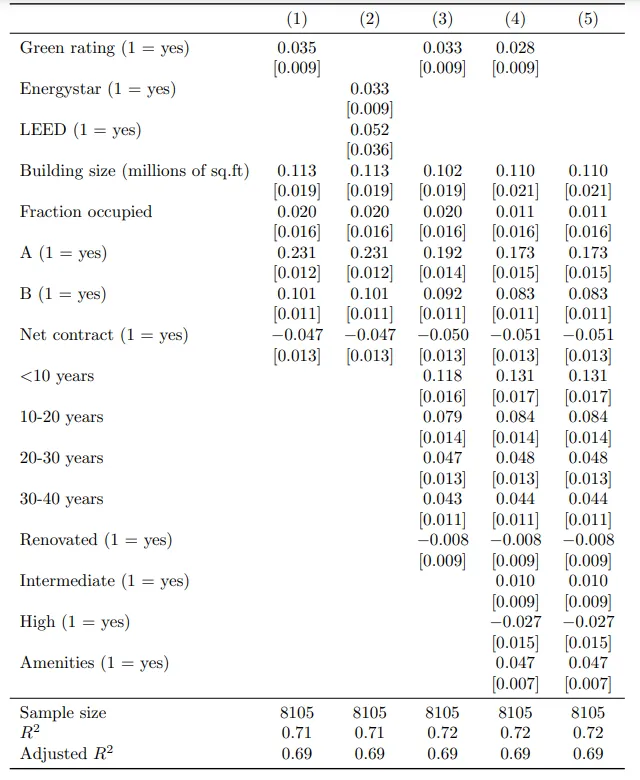 (1) (2) (3) (4) (5)
Green rating (1 = yes) 0.035 0.033 0.028
[0.009] [0.009] [0.009]
Energystar (1 = yes) 0.033
[0.009]
LEED (1 = yes) 0.052
[0.036]
Building size (millions of sq.ft) 0.113 0.113 0.102 0.110 0.110
[0.019] [0.019] [0.019] [0.021] [0.021]
Fraction occupied 0.020 0.020 0.020 0.011 0.011
[0.016] [0.016] [0.016] [0.016] [0.016]
A (1 = yes) 0.231 0.231 0.192 0.173 0.173
[0.012] [0.012] [0.014] [0.015] [0.015]
B (1 = yes) 0.101 0.101 0.092 0.083 0.083
[0.011] [0.011] [0.011] [0.011] [0.011]
Net contract (1 = yes) −0.047 −0.047 −0.050 −0.051 −0.051
[0.013] [0.013] [0.013] [0.013] [0.013]
<10 years 0.118 0.131 0.131
[0.016] [0.017] [0.017]
10-20 years 0.079 0.084 0.084
[0.014] [0.014] [0.014]
20-30 years 0.047 0.048 0.048
[0.013] [0.013] [0.013]
30-40 years 0.043 0.044 0.044
[0.011] [0.011] [0.011]
Renovated (1 = yes) −0.008 −0.008 −0.008
[0.009] [0.009] [0.009]
Intermediate (1 = yes) 0.010 0.010
[0.009] [0.009]
High (1 = yes) −0.027 −0.027
[0.015] [0.015]
Amenities (1 = yes) 0.047 0.047
[0.007] [0.007]
Sample size 8105 8105 8105 8105 8105
R² 0.71 0.71 0.72 0.72 0.72
Adjusted R² 0.69 0.69 0.69 0.69 0.69